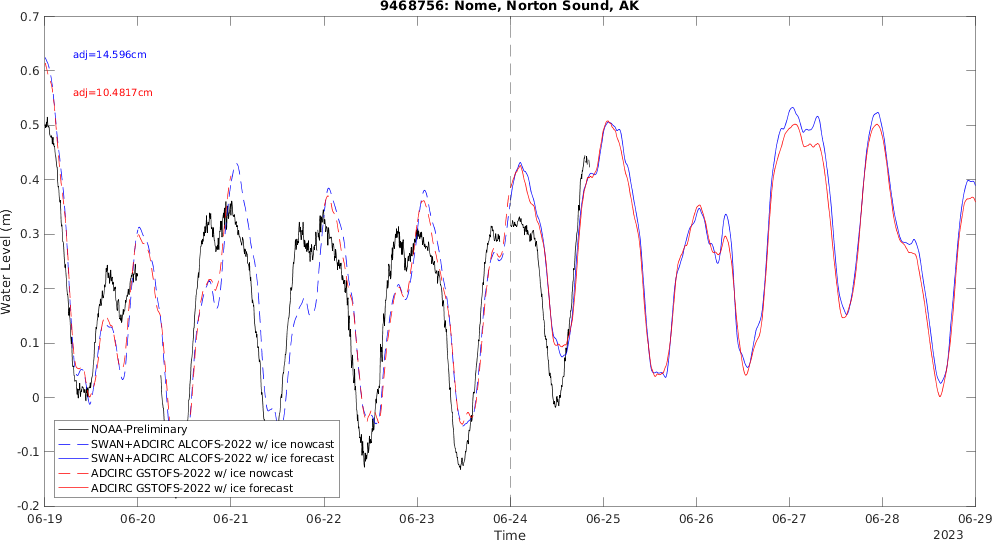 9468756: Nome, Norton Sound, AK
0.7
0.6
0.5
0.4
0.3
0.2
0.1
0
-0.1
-0.2
Water Level (m)
adj=14.596cm
adj=10.4817cm
NOAA-Preliminary
SWAN+ADCIRC ALCOFS-2022 w/ ice nowcast
SWAN+ADCIRC ALCOFS-2022 w/ ice forecast
ADCIRC GSTOFS-2022 w/ ice nowcast
ADCIRC GSTOFS-2022 w/ ice forecast
06-19 06-20 06-21 06-22 06-23 06-24 06-25 06-26 06-27 06-28 06-29
Time
2023